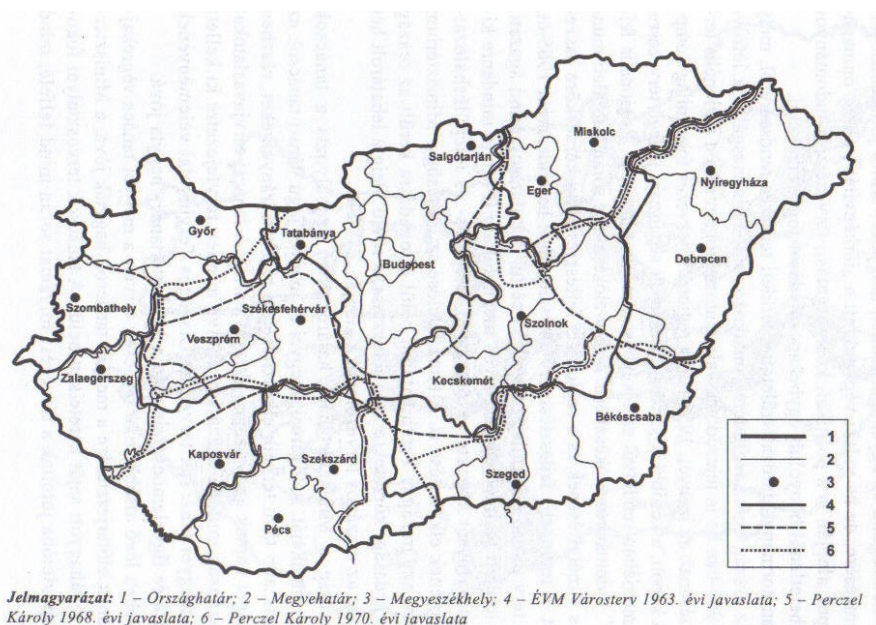 Salgótarján
Miskolc
Eger
Nyíregyháza
Győr
Tatabánya
Budapest
Debrecen
Szombathely
Székesfehérvár
Veszprém
Szolnok
Zalaegerszeg
Kecskemét
Békéscsaba
Kaposvár
Szekszárd
Szeged
Pécs
1
2
3
4
5
6
Jelmagyarázat: 1 – Országhatár; 2 – Megyehatár; 3 – Megyeszékhely; 4 – ÉVM Városterv 1963. évi javaslata; 5 – Perczel
Károly 1968. évi javaslata; 6 – Perczel Károly 1970. évi javaslata